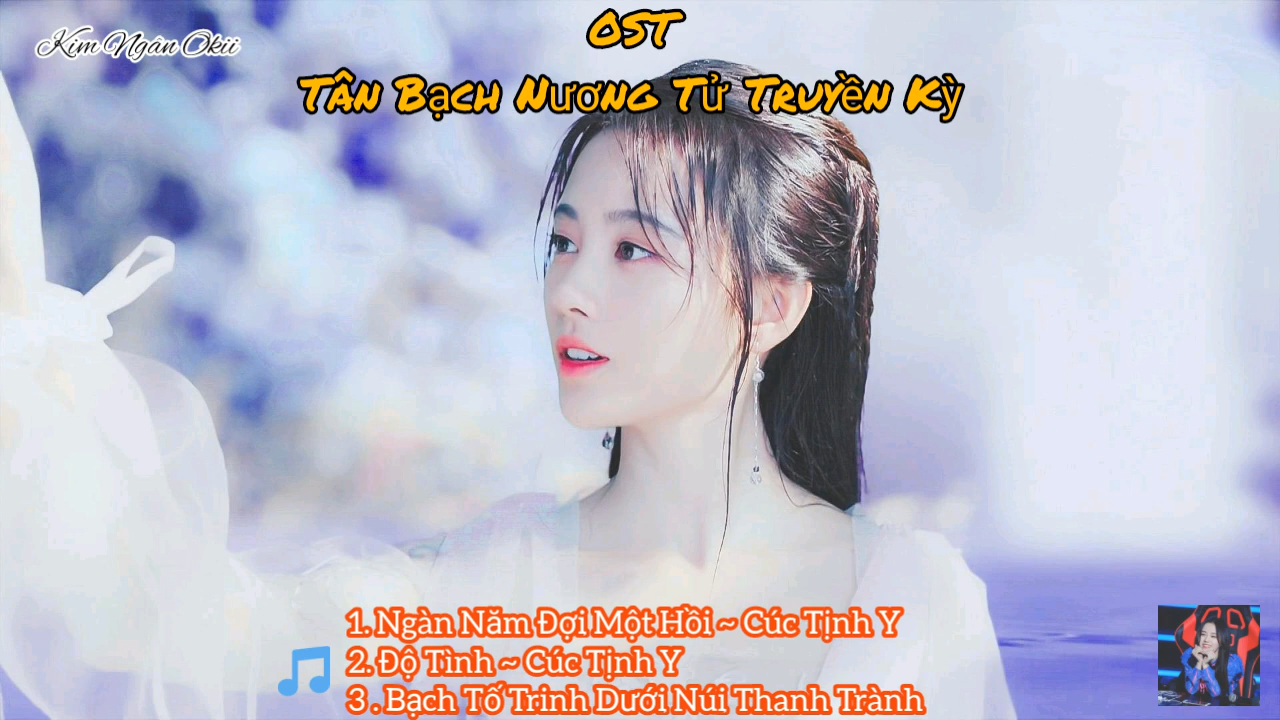 Kim Ngân Okii
OST
Tân Bạch Nương Tử Truyền Kỳ
1. Ngàn Năm Đợi Một Hồi ~ Cúc Tịnh Y
2. Độ Tình ~ Cúc Tịnh Y
3 . Bạch Tố Trinh Dưới Núi Thanh Trành